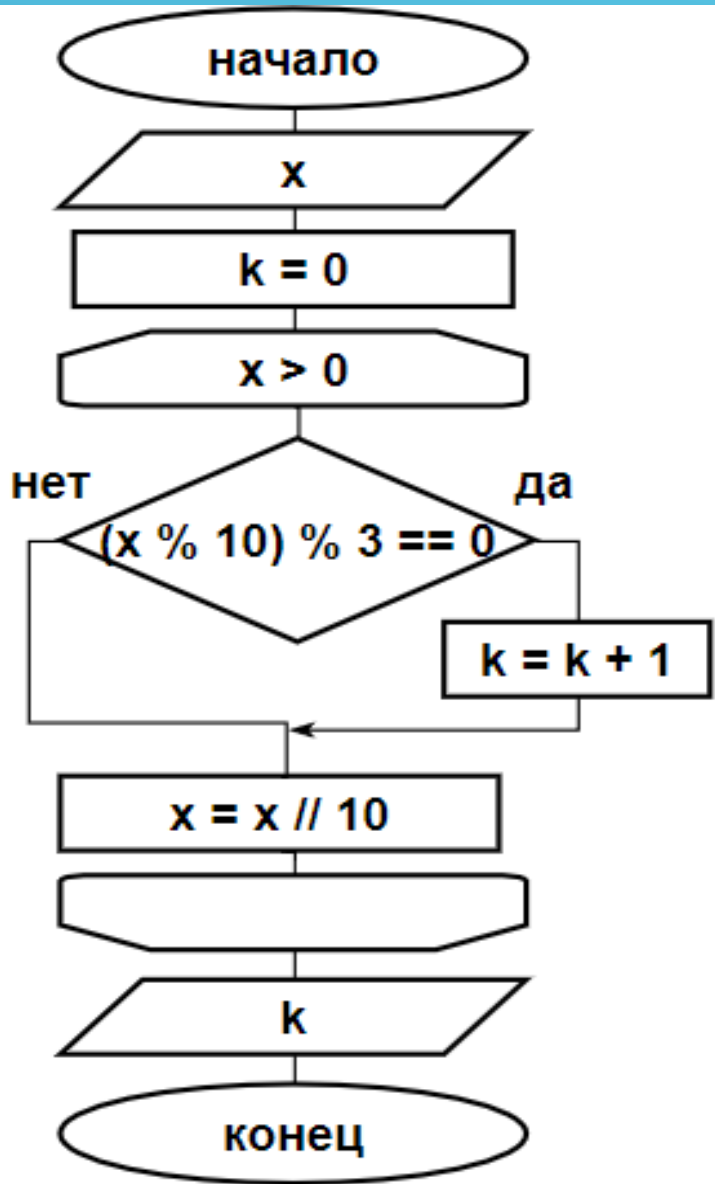 начало
x
k = 0
x > 0
нет
да
(x % 10) % 3 == 0
k = k + 1
x = x // 10
k
конец